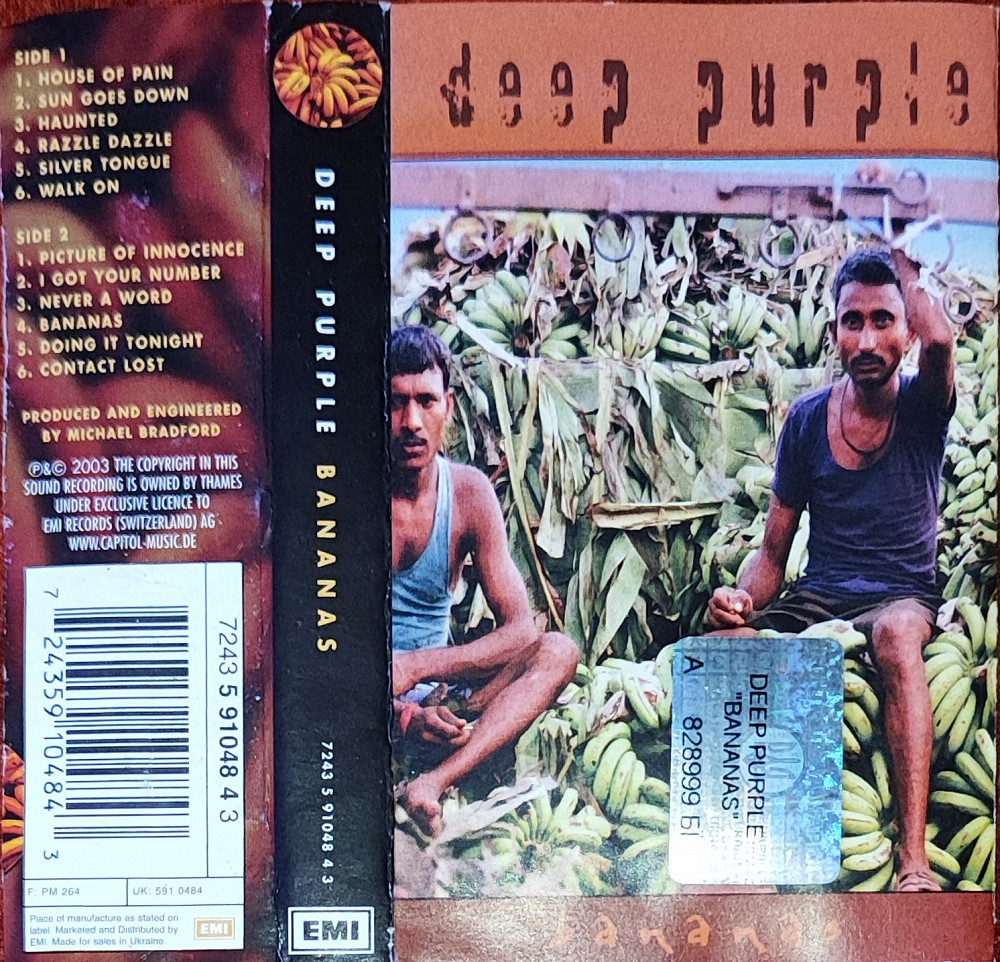 SIDE 1
1. HOUSE OF PAIN
2. SUN GOES DOWN
3. HAUNTED
4. RAZZLE DAZZLE
5. SILVER TONGUE
6. WALK ON
SIDE 2
1. PICTURE OF INNOCENCE
2. I GOT YOUR NUMBER
3. NEVER A WORD
4. BANANAS
5. DOING IT TONIGHT
6. CONTACT LOST
PRODUCED AND ENGINEERED
BY MICHAEL BRADFORD
℗&© 2003 THE COPYRIGHT IN THIS
SOUND RECORDING IS OWNED BY THAMES
UNDER EXCLUSIVE LICENCE TO
EMI RECORDS (SWITZERLAND) AG
WWW.CAPITOL-MUSIC.DE
7 24359 10484 3
7243 5 91048 4 3
F: PM 264
UK: 591 0484
Place of manufacture as stated on
label. Marketed and Distributed by
EMI. Made for sales in Ukraine.
EMI
DEEP PURPLE BANANAS
7243 5 91048 4 3
EMI
deep purple
DEEP PURPLE
"BANANAS"
A 828999 Б1
bananas